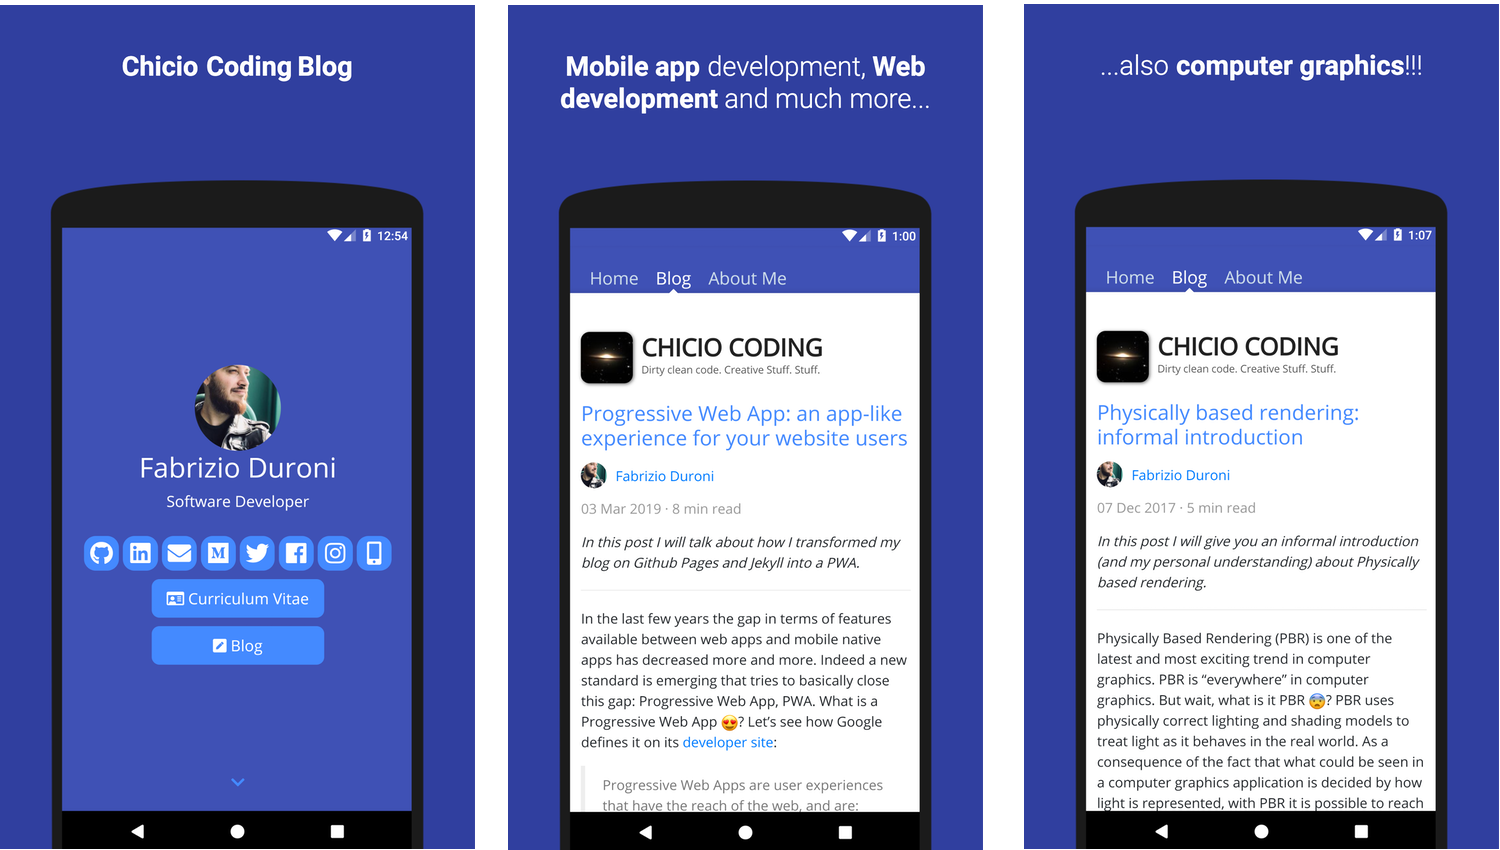 Chicio Coding Blog
12:54
Fabrizio Duroni
Software Developer
M
Curriculum Vitae
Blog
Mobile app development, Web
development and much more...
1:00
Home Blog About Me
CHICIO CODING
Dirty clean code. Creative Stuff. Stuff.
Progressive Web App: an app-like
experience for your website users
Fabrizio Duroni
03 Mar 2019 · 8 min read
In this post I will talk about how I transformed my
blog on Github Pages and Jekyll into a PWA.
In the last few years the gap in terms of features
available between web apps and mobile native
apps has decreased more and more. Indeed a new
standard is emerging that tries to basically close
this gap: Progressive Web App, PWA. What is a
Progressive Web App 😍? Let’s see how Google
defines it on its developer site:
Progressive Web Apps are user experiences
that have the reach of the web, and are:
...also computer graphics!!!
1:07
Home Blog About Me
CHICIO CODING
Dirty clean code. Creative Stuff. Stuff.
Physically based rendering:
informal introduction
Fabrizio Duroni
07 Dec 2017 · 5 min read
In this post I will give you an informal introduction
(and my personal understanding) about Physically
based rendering.
Physically Based Rendering (PBR) is one of the
latest and most exciting trend in computer
graphics. PBR is “everywhere” in computer
graphics. But wait, what is it PBR 😨? PBR uses
physically correct lighting and shading models to
treat light as it behaves in the real world. As a
consequence of the fact that what could be seen in
a computer graphics application is decided by how
light is represented, with PBR it is possible to reach